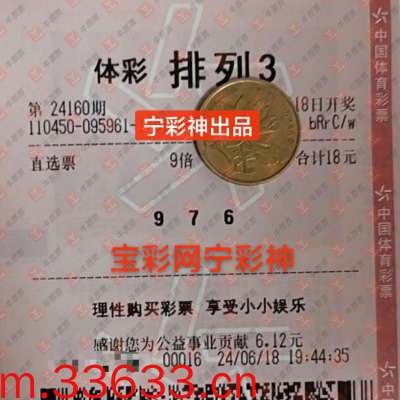 体彩 排列3
第 24160期 18日开奖
110450-095961- bRrC/w
宁彩神出品
直选票 9倍 合计18元
9 7 6
宝彩网宁彩神
理性购买彩票 享受小小娱乐
感谢您为公益事业贡献 6.12元
00016 24/06/18 19:44:35
m.33633.cn
中国体育彩票
中国体育彩票